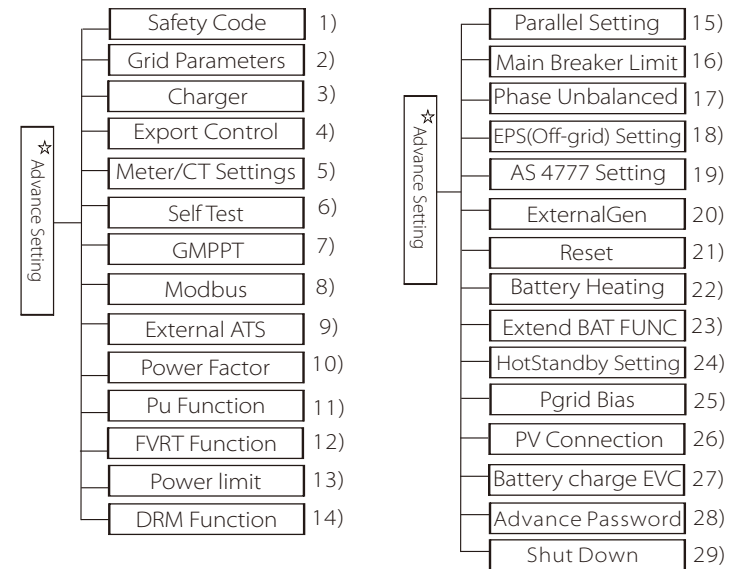 ☆ Advance Setting
Safety Code 1)
Grid Parameters 2)
Charger 3)
Export Control 4)
Meter/CT Settings 5)
Self Test 6)
GMPPT 7)
Modbus 8)
External ATS 9)
Power Factor 10)
Pu Function 11)
FVRT Function 12)
Power limit 13)
DRM Function 14)
☆ Advance Setting
Parallel Setting 15)
Main Breaker Limit 16)
Phase Unbalanced 17)
EPS(Off-grid) Setting 18)
AS 4777 Setting 19)
ExternalGen 20)
Reset 21)
Battery Heating 22)
Extend BAT FUNC 23)
HotStandby Setting 24)
Pgrid Bias 25)
PV Connection 26)
Battery charge EVC 27)
Advance Password 28)
Shut Down 29)